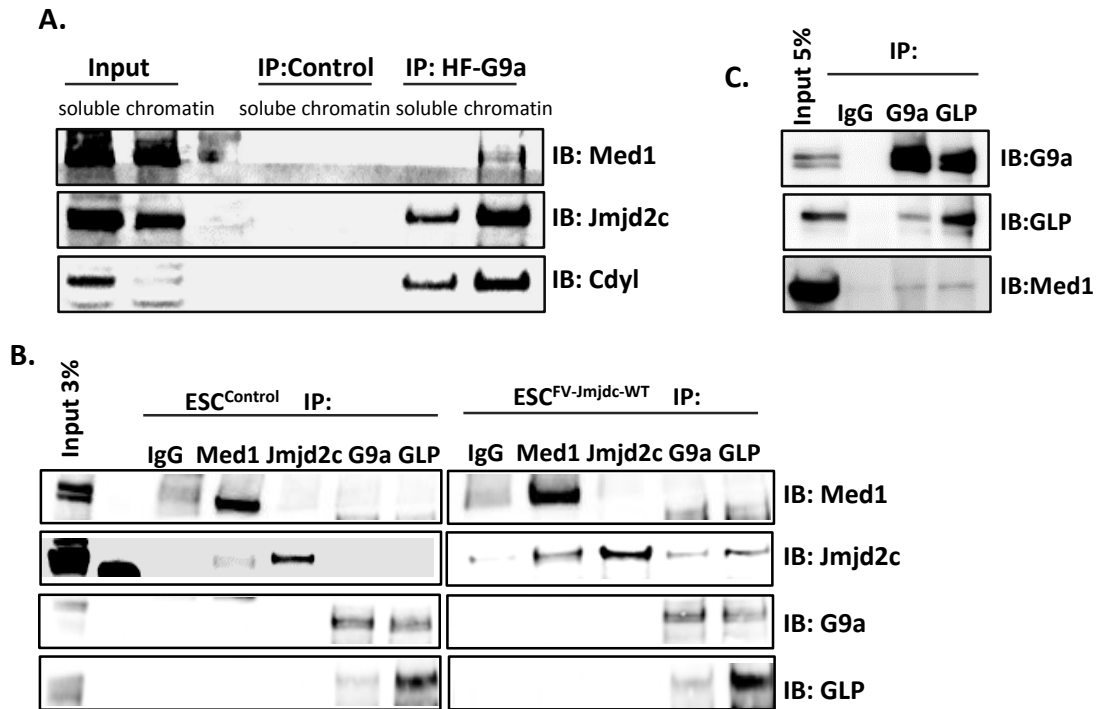 A.
Input IP:Control IP: HF-G9a
soluble chromatin solube chromatin soluble chromatin
IB: Med1
IB: Jmjd2c
IB: Cdyl
C.
Input 5%
IP:
IgG G9a GLP
IB:G9a
IB:GLP
IB:Med1
B.
Input 3%
ESCControl IP:
IgG Med1 Jmjd2c G9a GLP
ESCFV-Jmjdc-WT IP:
IgG Med1 Jmjd2c G9a GLP
IB: Med1
IB: Jmjd2c
IB: G9a
IB: GLP